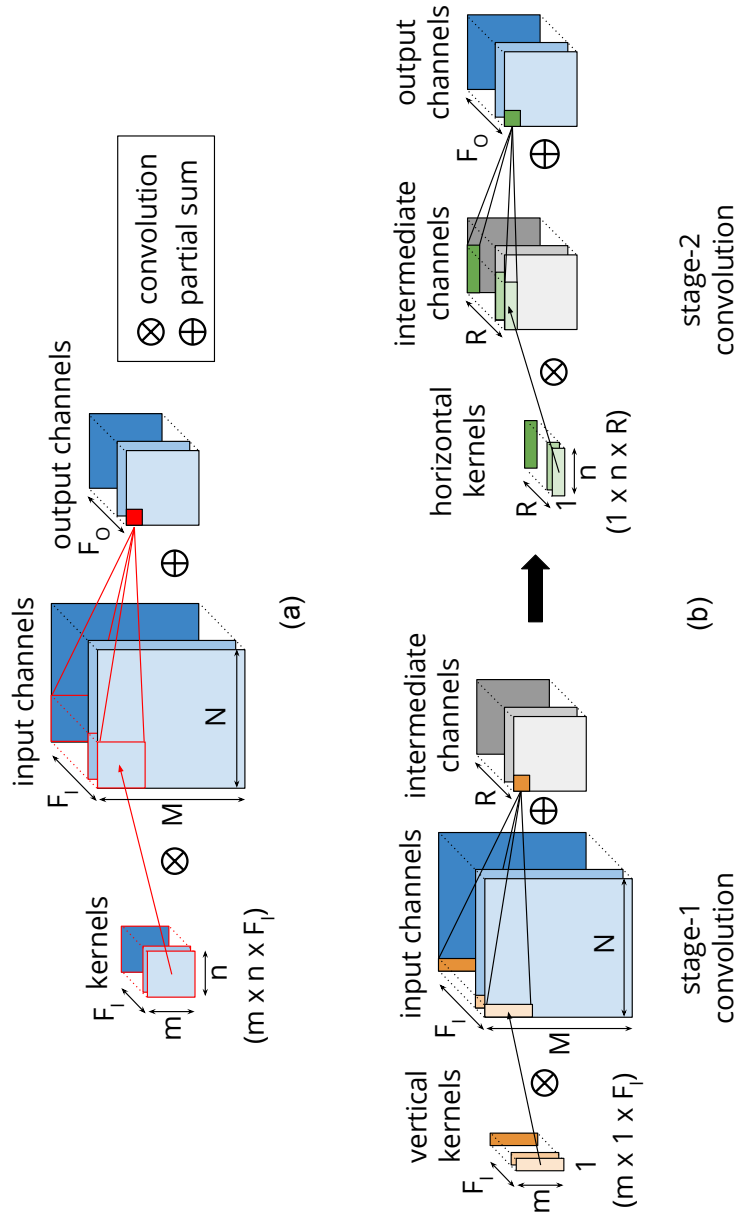 kernels
F_I
m
n
(m x n x F_I)
⊗
input channels
F_I
M
N
⊕
output channels
F_O
⊗ convolution
⊕ partial sum
(a)
vertical
kernels
F_I
m
1
(m x 1 x F_I)
⊗
input channels
F_I
M
N
stage-1
convolution
⊕
intermediate
channels
R
horizontal
kernels
R
1
n
(1 x n x R)
⊗
intermediate
channels
R
stage-2
convolution
⊕
output
channels
F_O
(b)